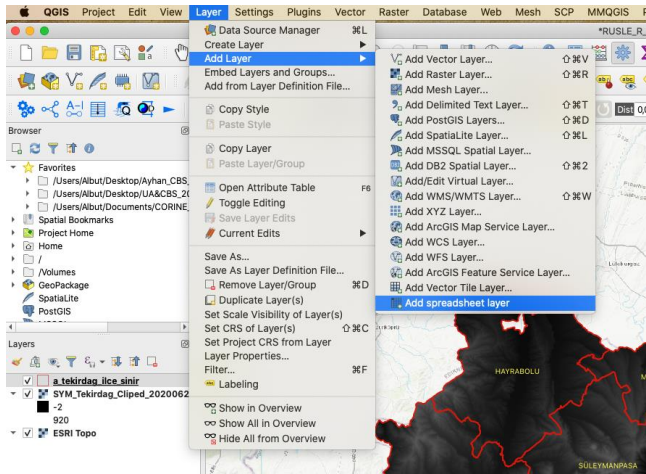 QGIS Project Edit View Layer Settings Plugins Vector Raster Database Web Mesh SCP MMQGIS
*RUSLE_R_
Data Source Manager ⌘L
Create Layer
Add Layer
Embed Layers and Groups...
Add from Layer Definition File...
Copy Style
Paste Style
Copy Layer
Paste Layer/Group
Open Attribute Table F6
Toggle Editing
Save Layer Edits
Current Edits
Save As...
Save As Layer Definition File...
Remove Layer/Group ⌘D
Duplicate Layer(s)
Set Scale Visibility of Layer(s)
Set CRS of Layer(s) ⇧⌘C
Set Project CRS from Layer
Layer Properties...
Filter... ⌘F
Labeling
Show in Overview
Show All in Overview
Hide All from Overview
Add Vector Layer... ⇧⌘V
Add Raster Layer... ⇧⌘R
Add Mesh Layer...
Add Delimited Text Layer... ⇧⌘T
Add PostGIS Layers... ⇧⌘D
Add SpatiaLite Layer... ⇧⌘L
Add MSSQL Spatial Layer...
Add DB2 Spatial Layer... ⇧⌘2
Add/Edit Virtual Layer...
Add WMS/WMTS Layer... ⇧⌘W
Add XYZ Layer...
Add ArcGIS Map Service Layer...
Add WCS Layer...
Add WFS Layer...
Add ArcGIS Feature Service Layer...
Add Vector Tile Layer...
Add spreadsheet layer
Dist
Browser
Favorites
/Users/Albut/Desktop/Ayhan_CBS_
/Users/Albut/Desktop/UA&CBS_20
/Users/Albut/Documents/CORINE_
Spatial Bookmarks
Project Home
Home
/
/Volumes
GeoPackage
SpatiaLite
PostGIS
Layers
a_tekirdag_ilce_sinir
SYM_Tekirdag_Cliped_2020062
-2
920
ESRI Topo
HAYRABOLU
SÜLEYMANPAŞA